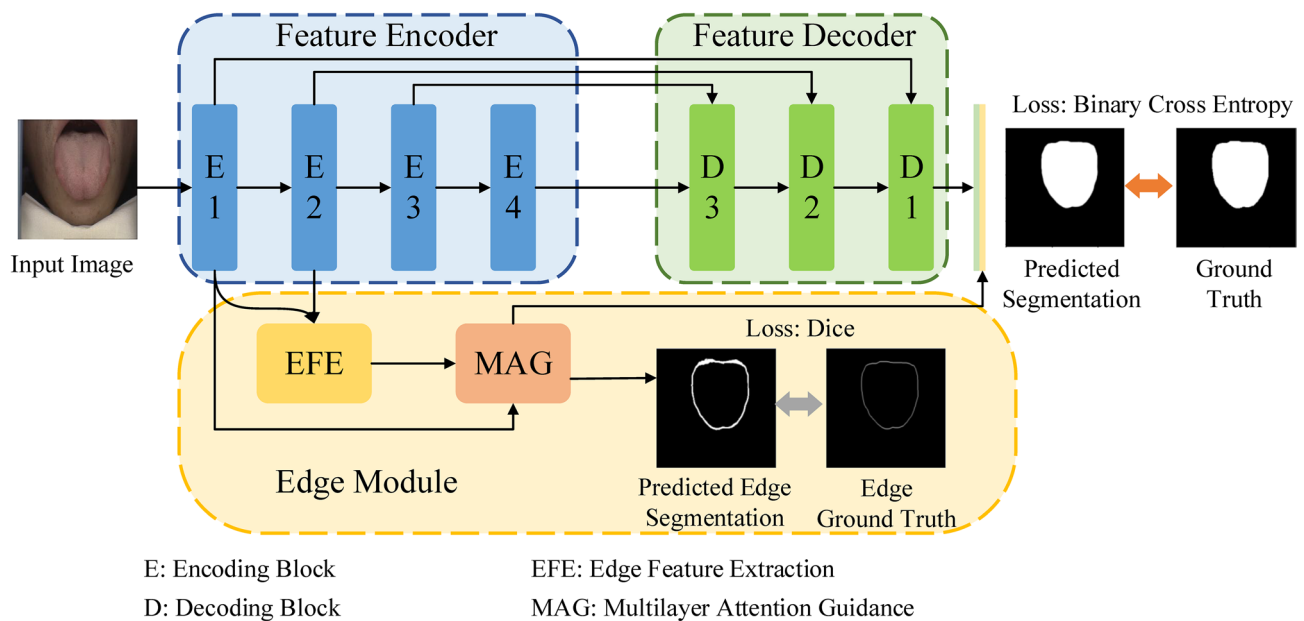 Feature Encoder
Feature Decoder
Loss: Binary Cross Entropy
E
1
E
2
E
3
E
4
D
3
D
2
D
1
Input Image
Predicted
Segmentation
Ground
Truth
EFE
MAG
Loss: Dice
Edge Module
Predicted Edge
Segmentation
Edge
Ground Truth
E: Encoding Block
EFE: Edge Feature Extraction
D: Decoding Block
MAG: Multilayer Attention Guidance